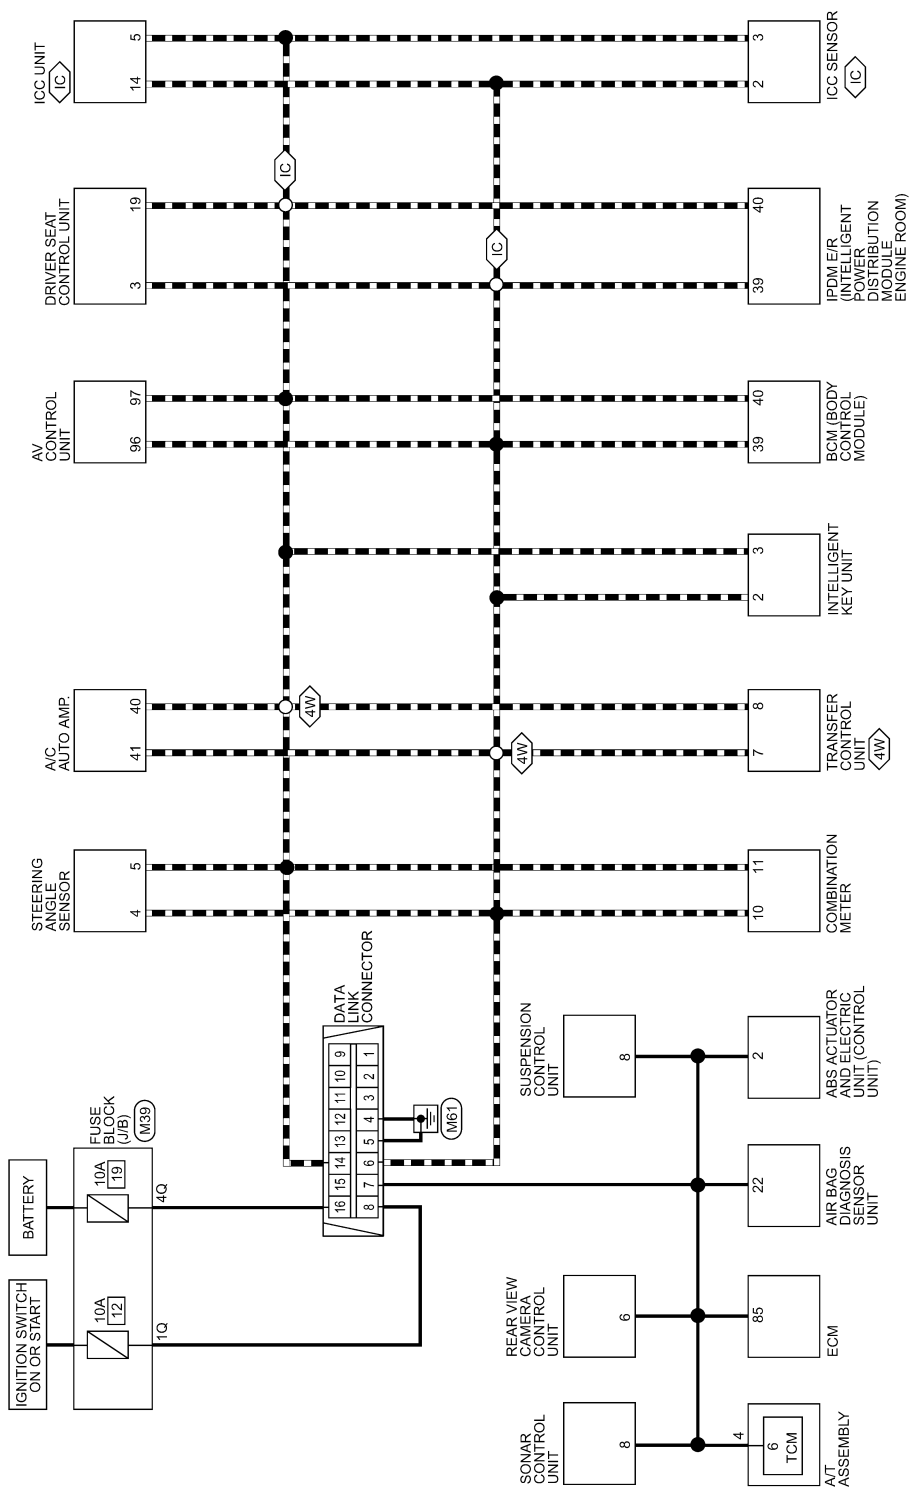 IGNITION SWITCH
ON OR START
BATTERY
FUSE
BLOCK
(J/B)
M39
10A
12
1Q
10A
19
4Q
DATA
LINK
CONNECTOR
16 15 14 13 12 11 10 9
8 7 6 5 4 3 2 1
M61
STEERING
ANGLE
SENSOR
4 5
A/C
AUTO AMP.
41 40
AV
CONTROL
UNIT
96 97
DRIVER SEAT
CONTROL UNIT
3 19
ICC UNIT
IC
14 5
IC
IC
4W
4W
SONAR
CONTROL
UNIT
8
REAR VIEW
CAMERA
CONTROL
UNIT
6
SUSPENSION
CONTROL
UNIT
8
4
6
TCM
A/T
ASSEMBLY
85
ECM
22
AIR BAG
DIAGNOSIS
SENSOR
UNIT
2
ABS ACTUATOR
AND ELECTRIC
UNIT (CONTROL
UNIT)
10 11
COMBINATION
METER
7 8
TRANSFER
CONTROL
UNIT
4W
2 3
INTELLIGENT
KEY UNIT
39 40
BCM (BODY
CONTROL
MODULE)
39 40
IPDM E/R
(INTELLIGENT
POWER
DISTRIBUTION
MODULE
ENGINE ROOM)
2 3
ICC SENSOR
IC